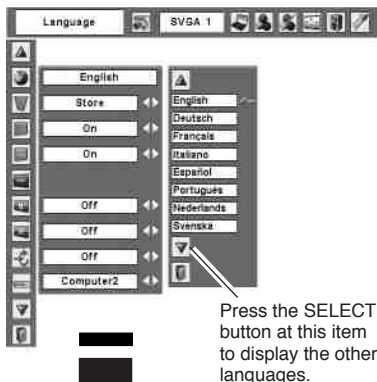 Language
SVGA 1
English
Store
On
On
Off
Off
Off
Computer2
English
Deutsch
Français
Italiano
Español
Português
Nederlands
Svenska
Press the SELECT
button at this item
to display the other
languages.